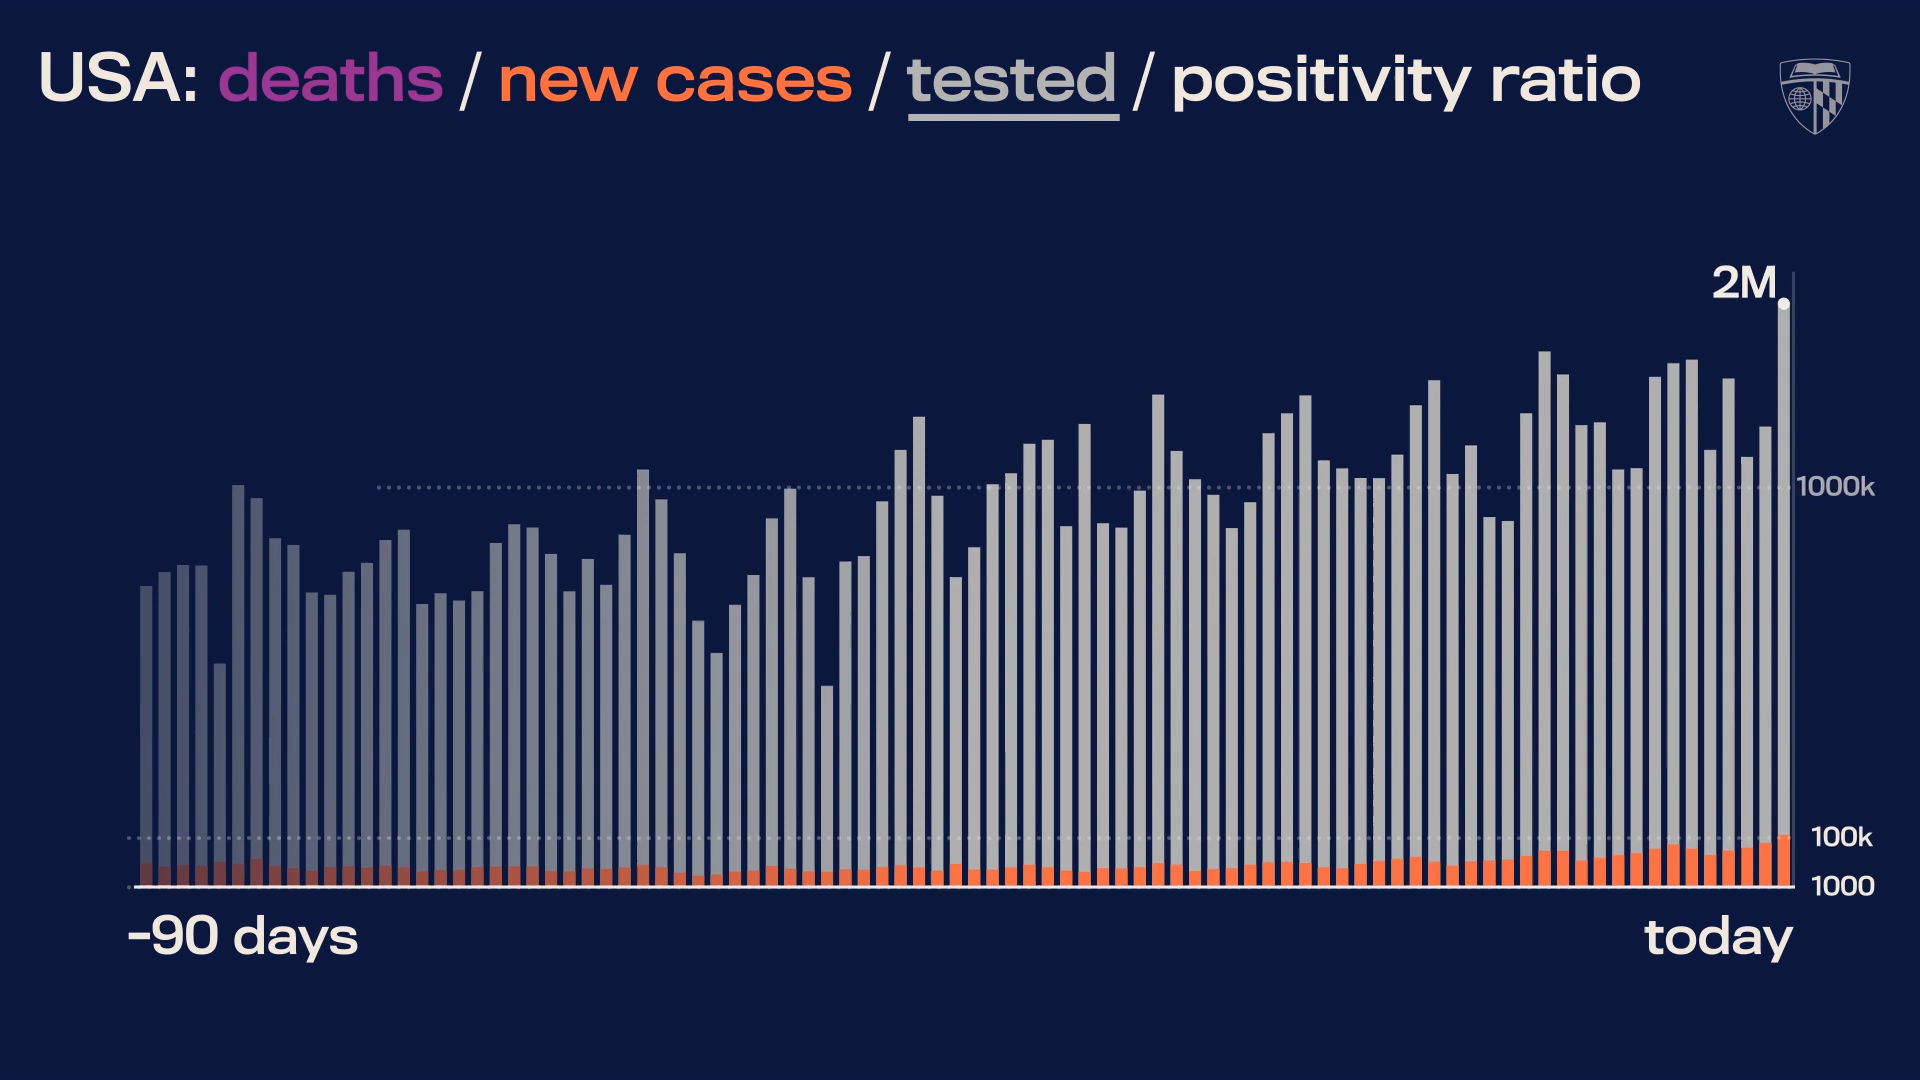 USA: deaths / new cases / tested / positivity ratio
2M
1000k
100k
1000
-90 days
today